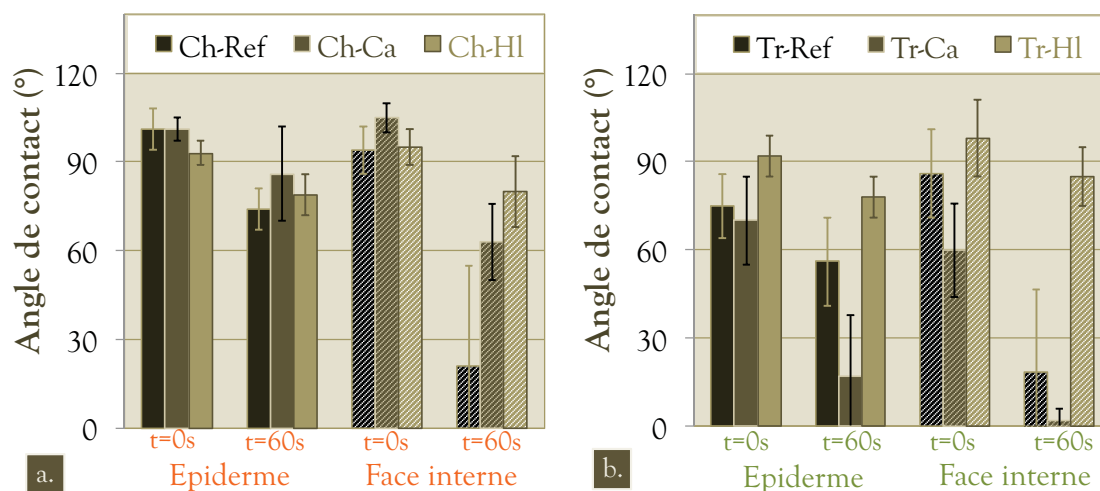 Ch-Ref Ch-Ca Ch-Hl
Angle de contact (°)
120
90
60
30
0
t=0s t=60s t=0s t=60s
Epiderme Face interne
a.
Tr-Ref Tr-Ca Tr-Hl
Angle de contact (°)
120
90
60
30
0
t=0s t=60s t=0s t=60s
Epiderme Face interne
b.